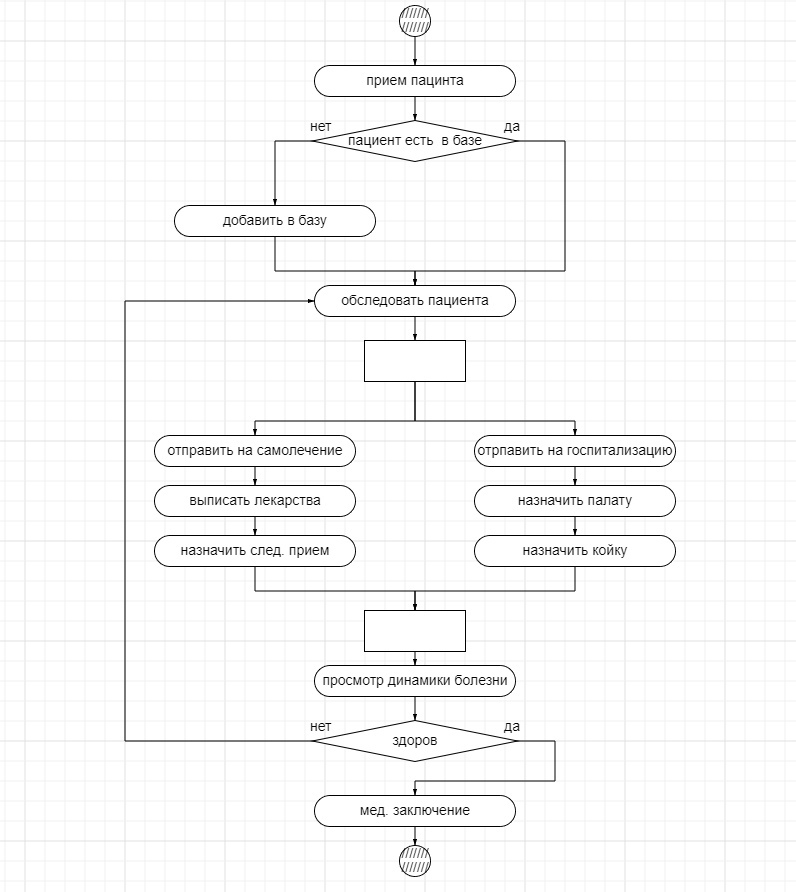 прием пацинта
нет
да
пациент есть в базе
добавить в базу
обследовать пациента
отправить на самолечение
отрпавить на госпитализацию
выписать лекарства
назначить палату
назначить след. прием
назначить койку
просмотр динамики болезни
нет
да
здоров
мед. заключение